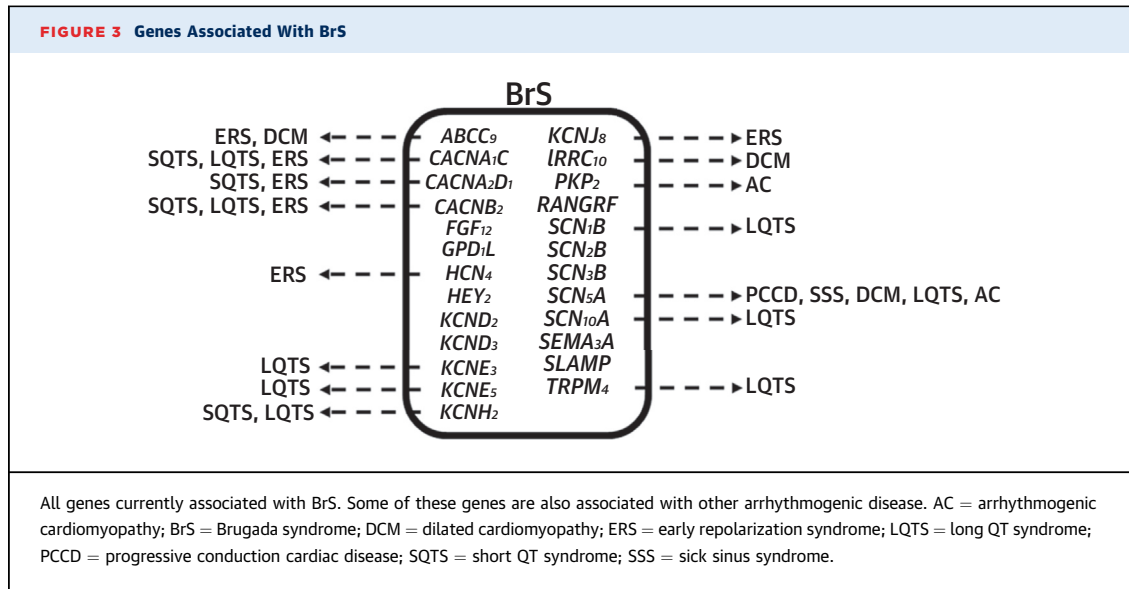 FIGURE 3 Genes Associated With BrS
BrS
ERS, DCM
ABCC9
KCNJ8
ERS
SQTS, LQTS, ERS
CACNA1C
lRRC10
DCM
SQTS, ERS
CACNA2D1
PKP2
AC
SQTS, LQTS, ERS
CACNB2
RANGRF
FGF12
SCN1B
LQTS
GPD1L
SCN2B
ERS
HCN4
SCN3B
HEY2
SCN5A
PCCD, SSS, DCM, LQTS, AC
KCND2
SCN10A
LQTS
KCND3
SEMA3A
LQTS
KCNE3
SLAMP
LQTS
KCNE5
TRPM4
LQTS
SQTS, LQTS
KCNH2
All genes currently associated with BrS. Some of these genes are also associated with other arrhythmogenic disease. AC = arrhythmogenic
cardiomyopathy; BrS = Brugada syndrome; DCM = dilated cardiomyopathy; ERS = early repolarization syndrome; LQTS = long QT syndrome;
PCCD = progressive conduction cardiac disease; SQTS = short QT syndrome; SSS = sick sinus syndrome.